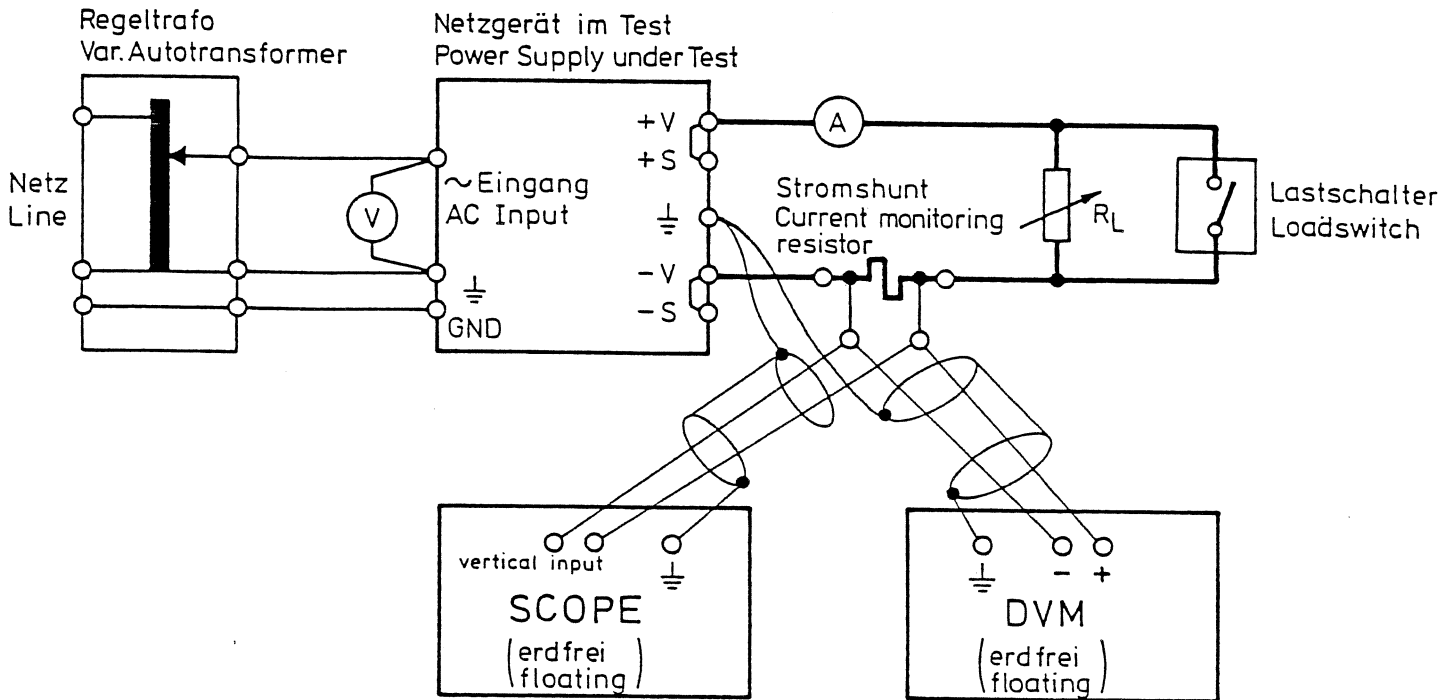 Regeltrafo
Var. Autotransformer
Netzgerät im Test
Power Supply under Test
Netz
Line
V
~ Eingang
AC Input
GND
+V
+S
-V
-S
A
Stromshunt
Current monitoring
resistor
RL
Lastschalter
Loadswitch
vertical input
SCOPE
(erdfrei
floating)
- +
DVM
(erdfrei
floating)